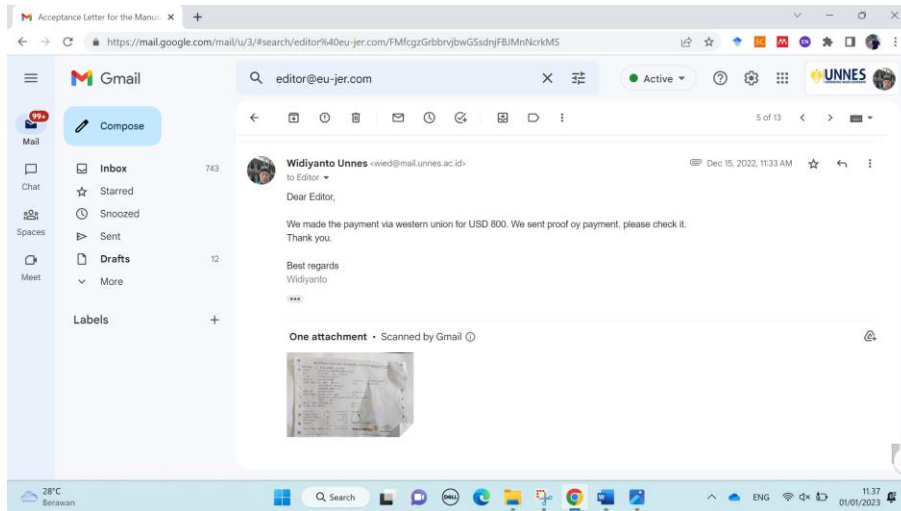 Acceptance Letter for the Manus
https://mail.google.com/mail/u/3/#search/editor%40eu-jer.com/FMfcgzGrbbrvjbwGSsdnjFBJMnNcrkMS
Gmail
editor@eu-jer.com
Active
UNNES
99+
Mail
Compose
5 of 13
Chat
Inbox 743
Starred
Snoozed
Spaces
Sent
Meet
Drafts 12
More
Labels
Widiyanto Unnes <wied@mail.unnes.ac.id>
Dec 15, 2022, 11:33 AM
to Editor
Dear Editor,
We made the payment via western union for USD 800. We sent proof oy payment. please check it.
Thank you.
Best regards
Widiyanto
One attachment • Scanned by Gmail
28°C
Berawan
Search
DELL
ENG
11.37
01/01/2023